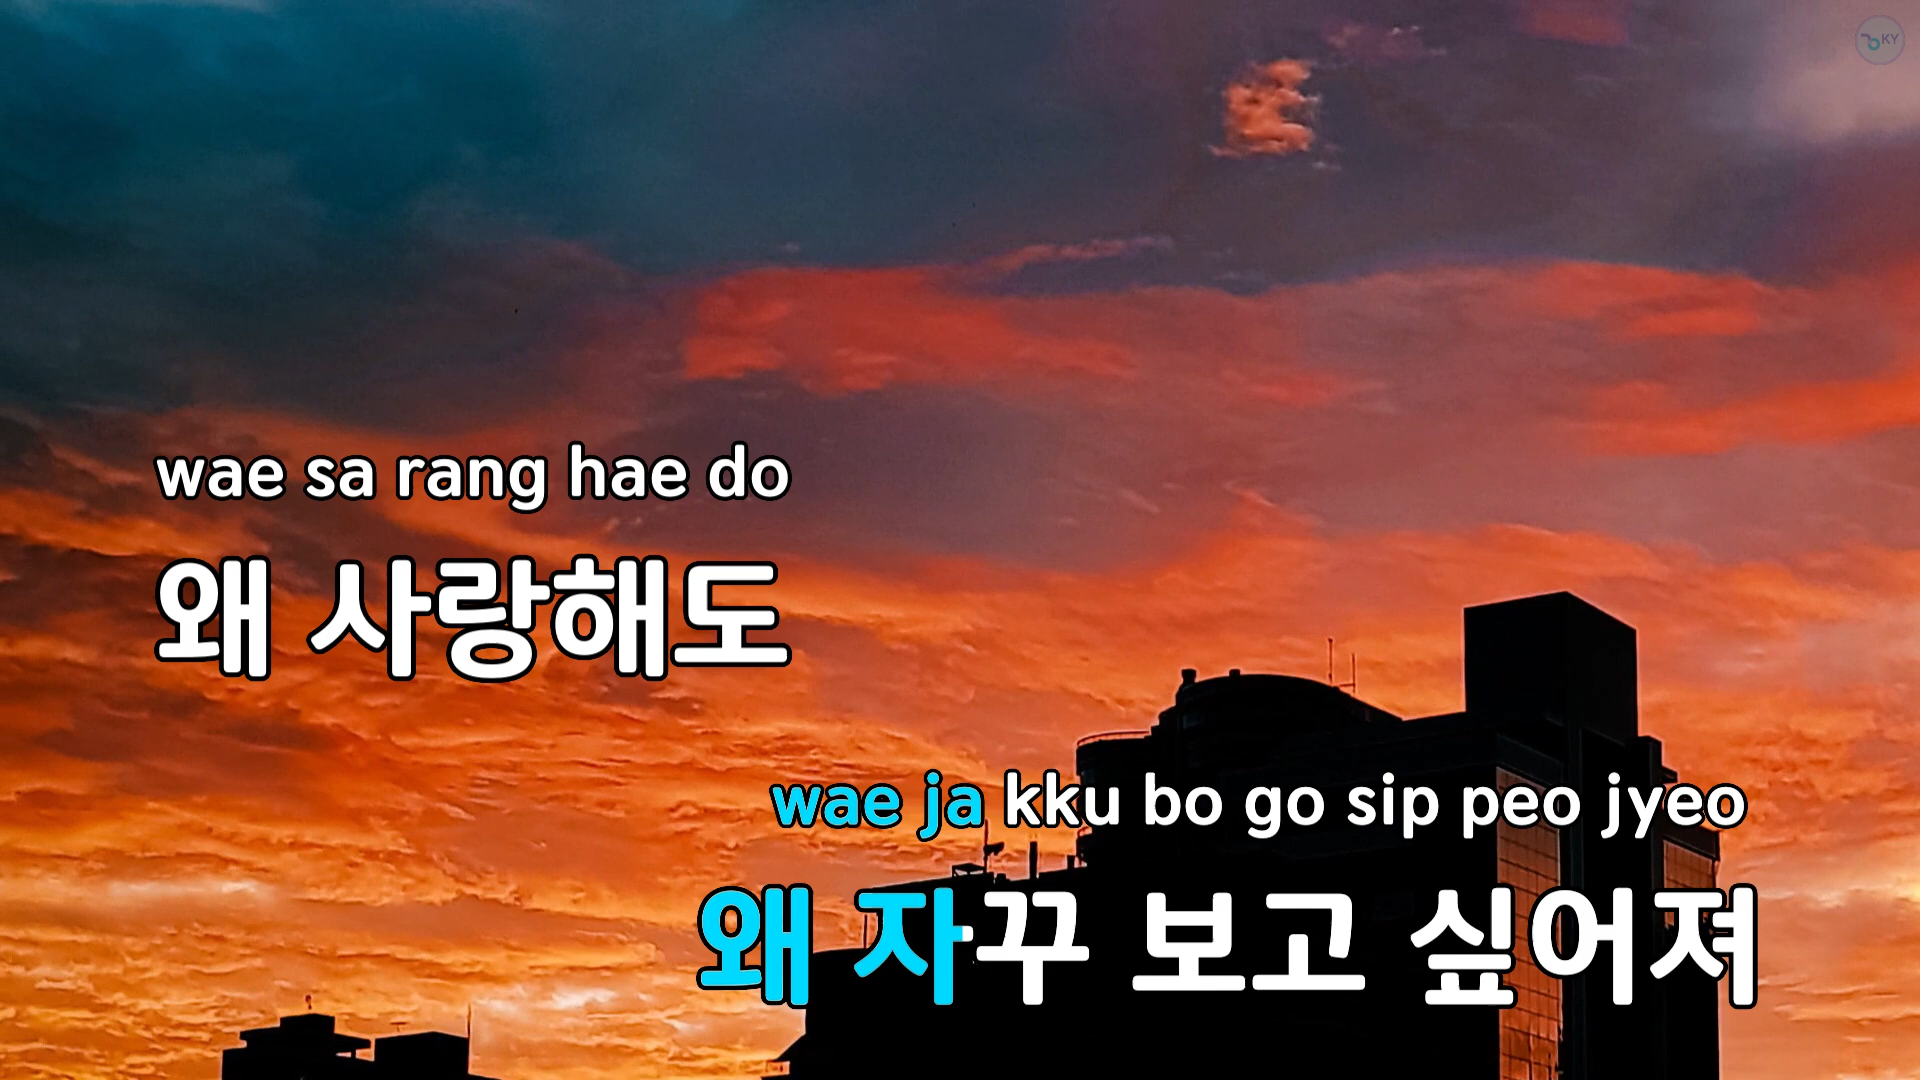 KY
wae sa rang hae do
왜 사랑해도
wae ja kku bo go sip peo jyeo
왜 자꾸 보고 싶어져